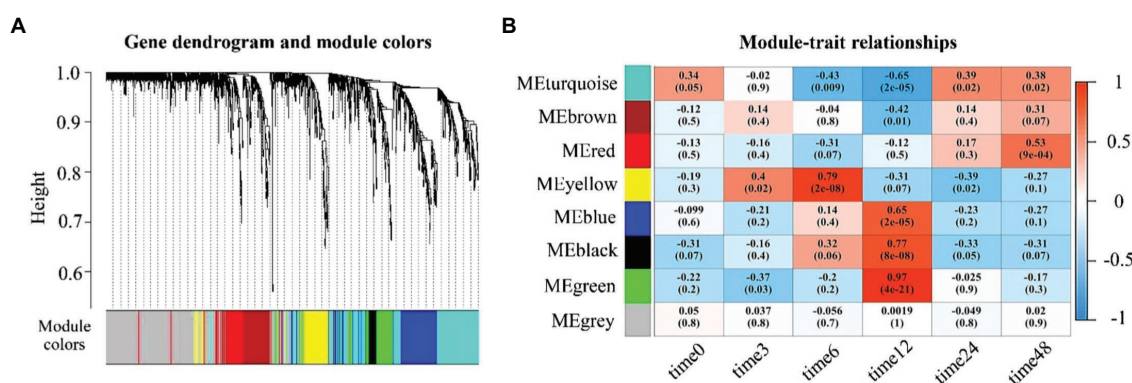 A
Gene dendrogram and module colors
Height
1.0
0.9
0.8
0.7
0.6
Module
colors
B
Module-trait relationships
MEturquoise 0.34 -0.02 -0.43 -0.65 0.39 0.38
(0.05) (0.9) (0.009) (2e-05) (0.02) (0.02)
MEbrown -0.12 0.14 -0.04 -0.42 0.14 0.31
(0.5) (0.4) (0.8) (0.01) (0.4) (0.07)
MEred -0.13 -0.16 -0.31 -0.12 0.17 0.53
(0.5) (0.4) (0.07) (0.5) (0.3) (9e-04)
MEyellow -0.19 0.4 0.79 -0.31 -0.39 -0.27
(0.3) (0.02) (2e-08) (0.07) (0.02) (0.1)
MEblue -0.099 -0.21 0.14 0.65 -0.23 -0.27
(0.6) (0.2) (0.4) (2e-05) (0.2) (0.1)
MEblack -0.31 -0.16 0.32 0.77 -0.33 -0.31
(0.07) (0.4) (0.06) (8e-08) (0.05) (0.07)
MEgreen -0.22 -0.37 -0.2 0.97 -0.025 -0.17
(0.2) (0.03) (0.2) (4e-21) (0.9) (0.3)
MEgrey 0.05 0.037 -0.056 0.0019 -0.049 0.02
(0.8) (0.8) (0.7) (1) (0.8) (0.9)
time0 time3 time6 time12 time24 time48
1
0.5
0
-0.5
-1